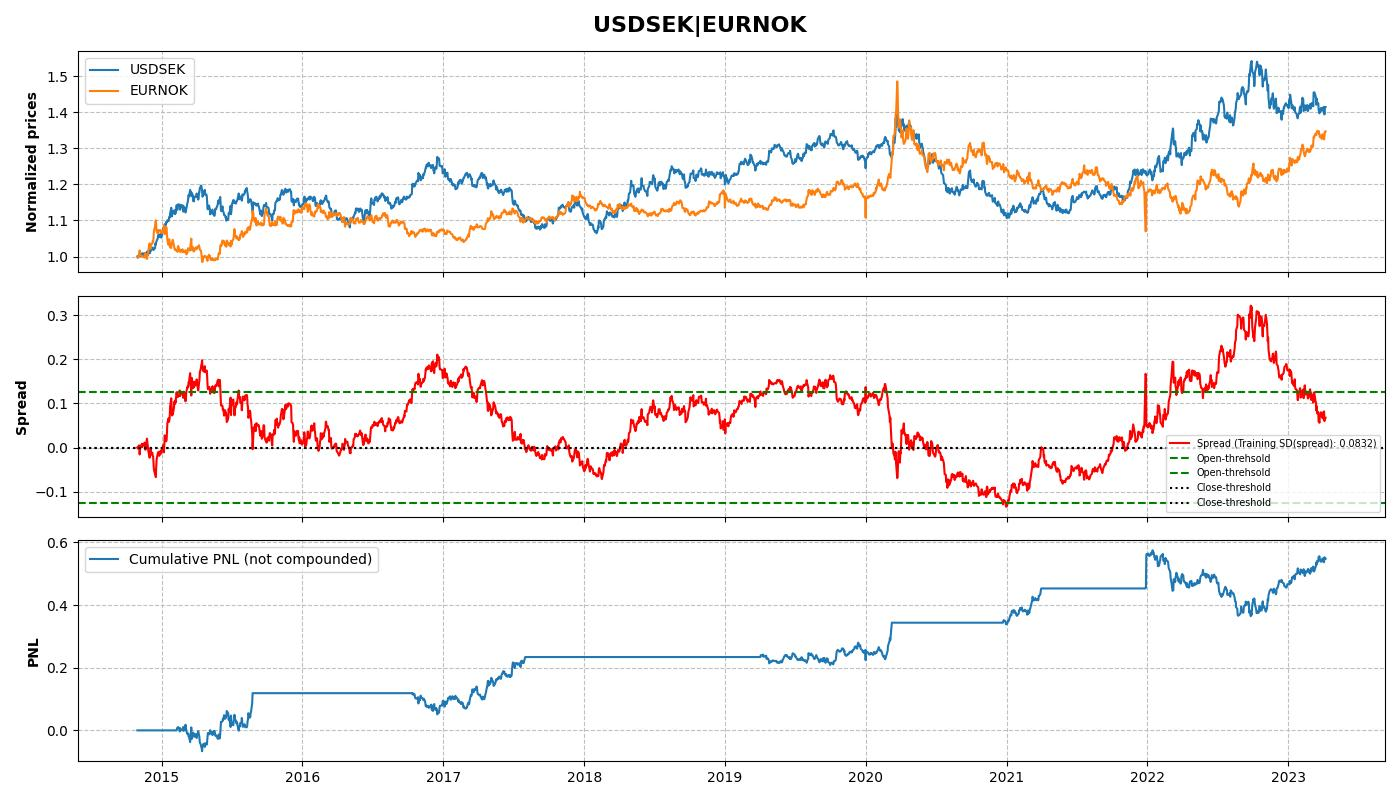 USDSEK|EURNOK
Normalized prices
1.5
1.4
1.3
1.2
1.1
1.0
USDSEK
EURNOK
Spread
0.3
0.2
0.1
0.0
−0.1
Spread (Training SD(spread): 0.0832)
Open-threhsold
Open-threhsold
Close-threshold
Close-threshold
PNL
0.6
0.4
0.2
0.0
Cumulative PNL (not compounded)
2015 2016 2017 2018 2019 2020 2021 2022 2023